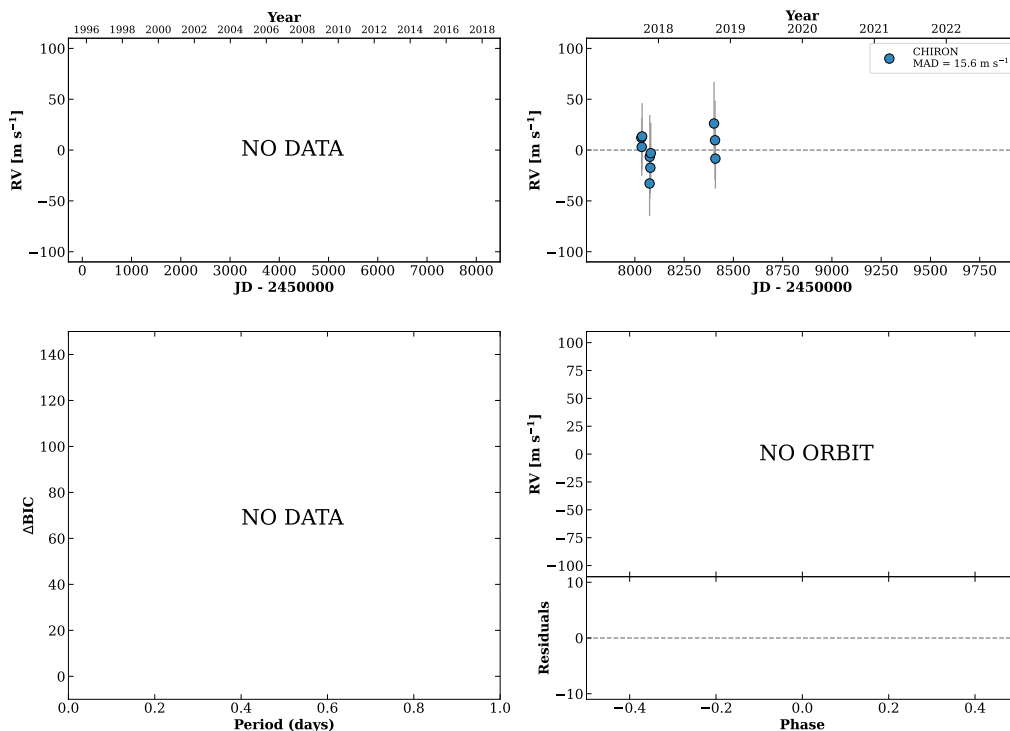 Year
1996 1998 2000 2002 2004 2006 2008 2010 2012 2014 2016 2018
100
50
0
−50
−100
RV [m s⁻¹]
NO DATA
0 1000 2000 3000 4000 5000 6000 7000 8000
JD - 2450000
Year
2018 2019 2020 2021 2022
100
50
0
−50
−100
RV [m s⁻¹]
CHIRON
MAD = 15.6 m s⁻¹
8000 8250 8500 8750 9000 9250 9500 9750
JD - 2450000
140
120
100
80
60
40
20
0
ΔBIC
NO DATA
0.0 0.2 0.4 0.6 0.8 1.0
Period (days)
100
75
50
25
0
−25
−50
−75
−100
RV [m s⁻¹]
NO ORBIT
10
0
−10
Residuals
−0.4 −0.2 0.0 0.2 0.4
Phase